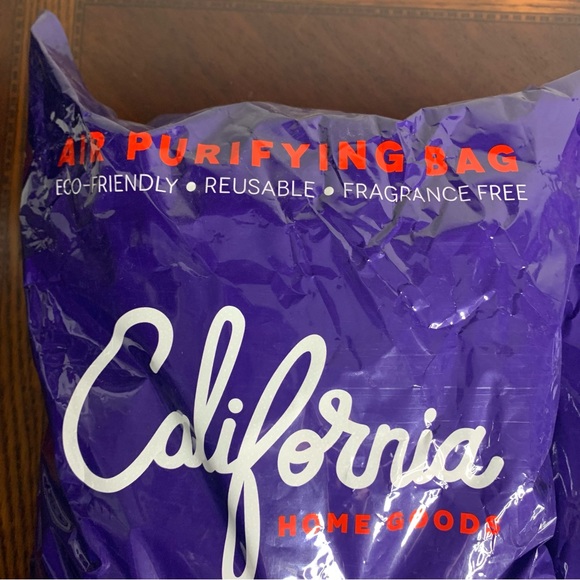 AIR PURIFYING BAG
ECO-FRIENDLY • REUSABLE • FRAGRANCE FREE
California
HOME GOODS